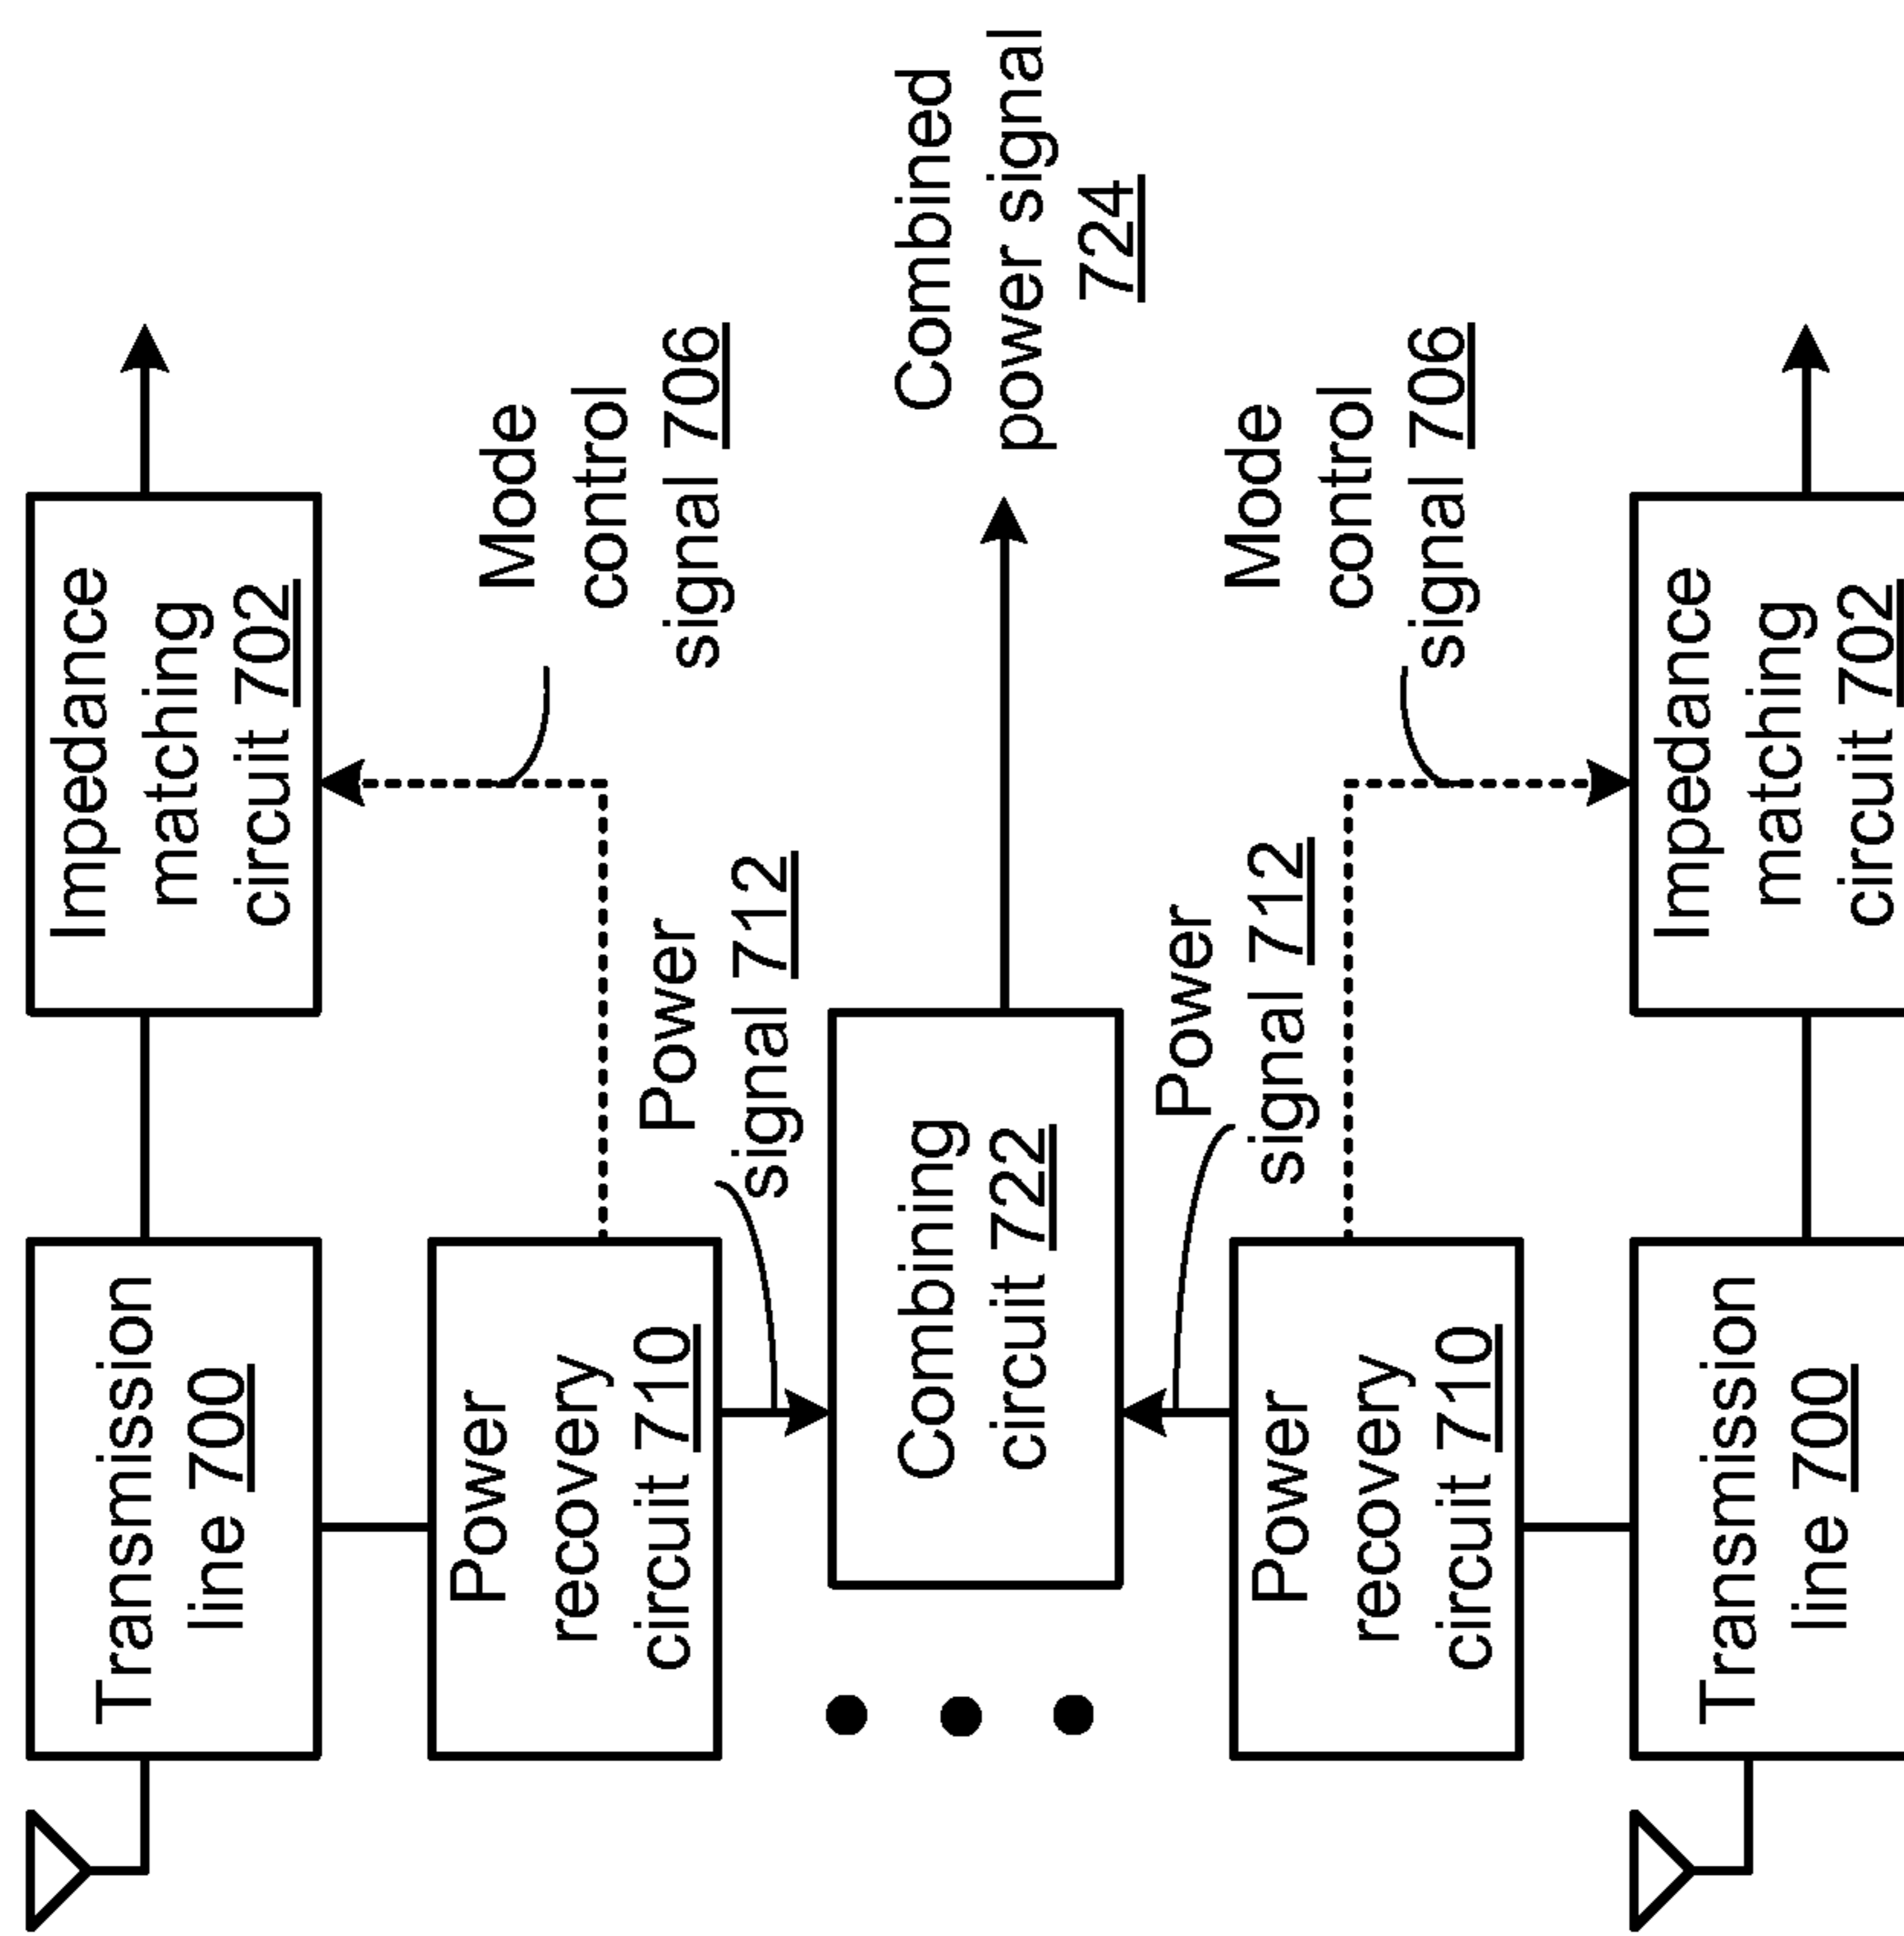 Transmission
line 700
Impedance
matching
circuit 702
Power
recovery
circuit 710
Mode
control
signal 706
Power
signal 712
Combining
circuit 722
Combined
power signal
724
Power
signal 712
Power
recovery
circuit 710
Mode
control
signal 706
Transmission
line 700
Impedance
matching
circuit 702